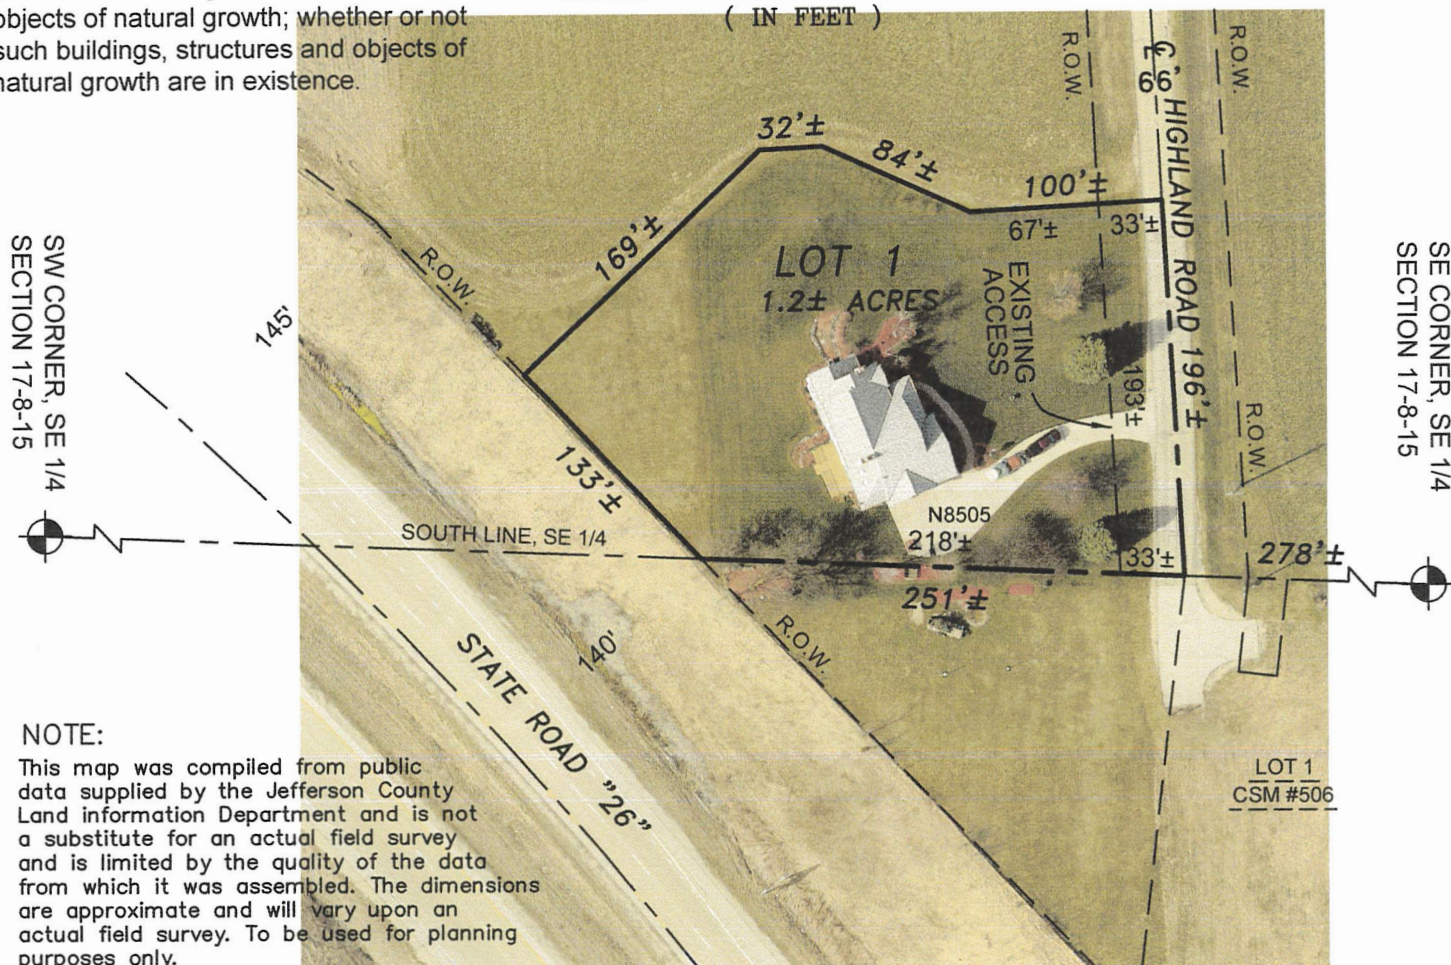 objects of natural growth; whether or not
such buildings, structures and objects of
natural growth are in existence.
( IN FEET )
R.O.W.
66'
HIGHLAND ROAD 196'±
R.O.W.
32'±
84'±
100'±
67'±
33'±
169'±
R.O.W.
LOT 1
1.2± ACRES
EXISTING
ACCESS
193'±
R.O.W.
145'
SW CORNER, SE 1/4
SECTION 17-8-15
SE CORNER, SE 1/4
SECTION 17-8-15
133'±
SOUTH LINE, SE 1/4
N8505
218'±
33'±
278'±
251'±
R.O.W.
140'
STATE ROAD "26"
LOT 1
CSM #506
NOTE:
This map was compiled from public
data supplied by the Jefferson County
Land information Department and is not
a substitute for an actual field survey
and is limited by the quality of the data
from which it was assembled. The dimensions
are approximate and will vary upon an
actual field survey. To be used for planning
purposes only.